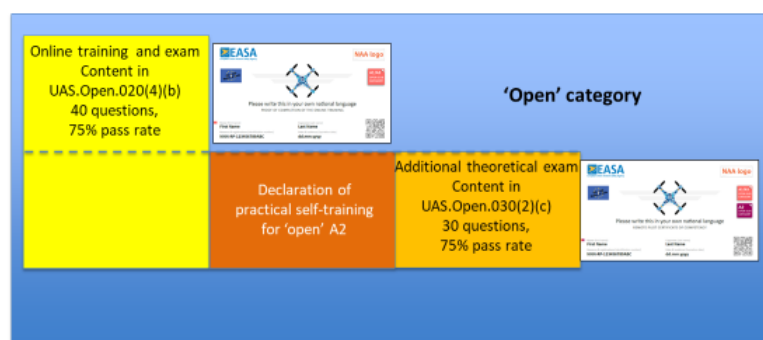 Online training and exam
Content in
UAS.Open.020(4)(b)
40 questions,
75% pass rate
EASA
NAA logo
Please write this in your own national language
First Name
Last Name
'Open' category
Declaration of
practical self-training
for 'open' A2
Additional theoretical exam
Content in
UAS.Open.030(2)(c)
30 questions,
75% pass rate
EASA
NAA logo
Please write this in your own national language
First Name
Last Name